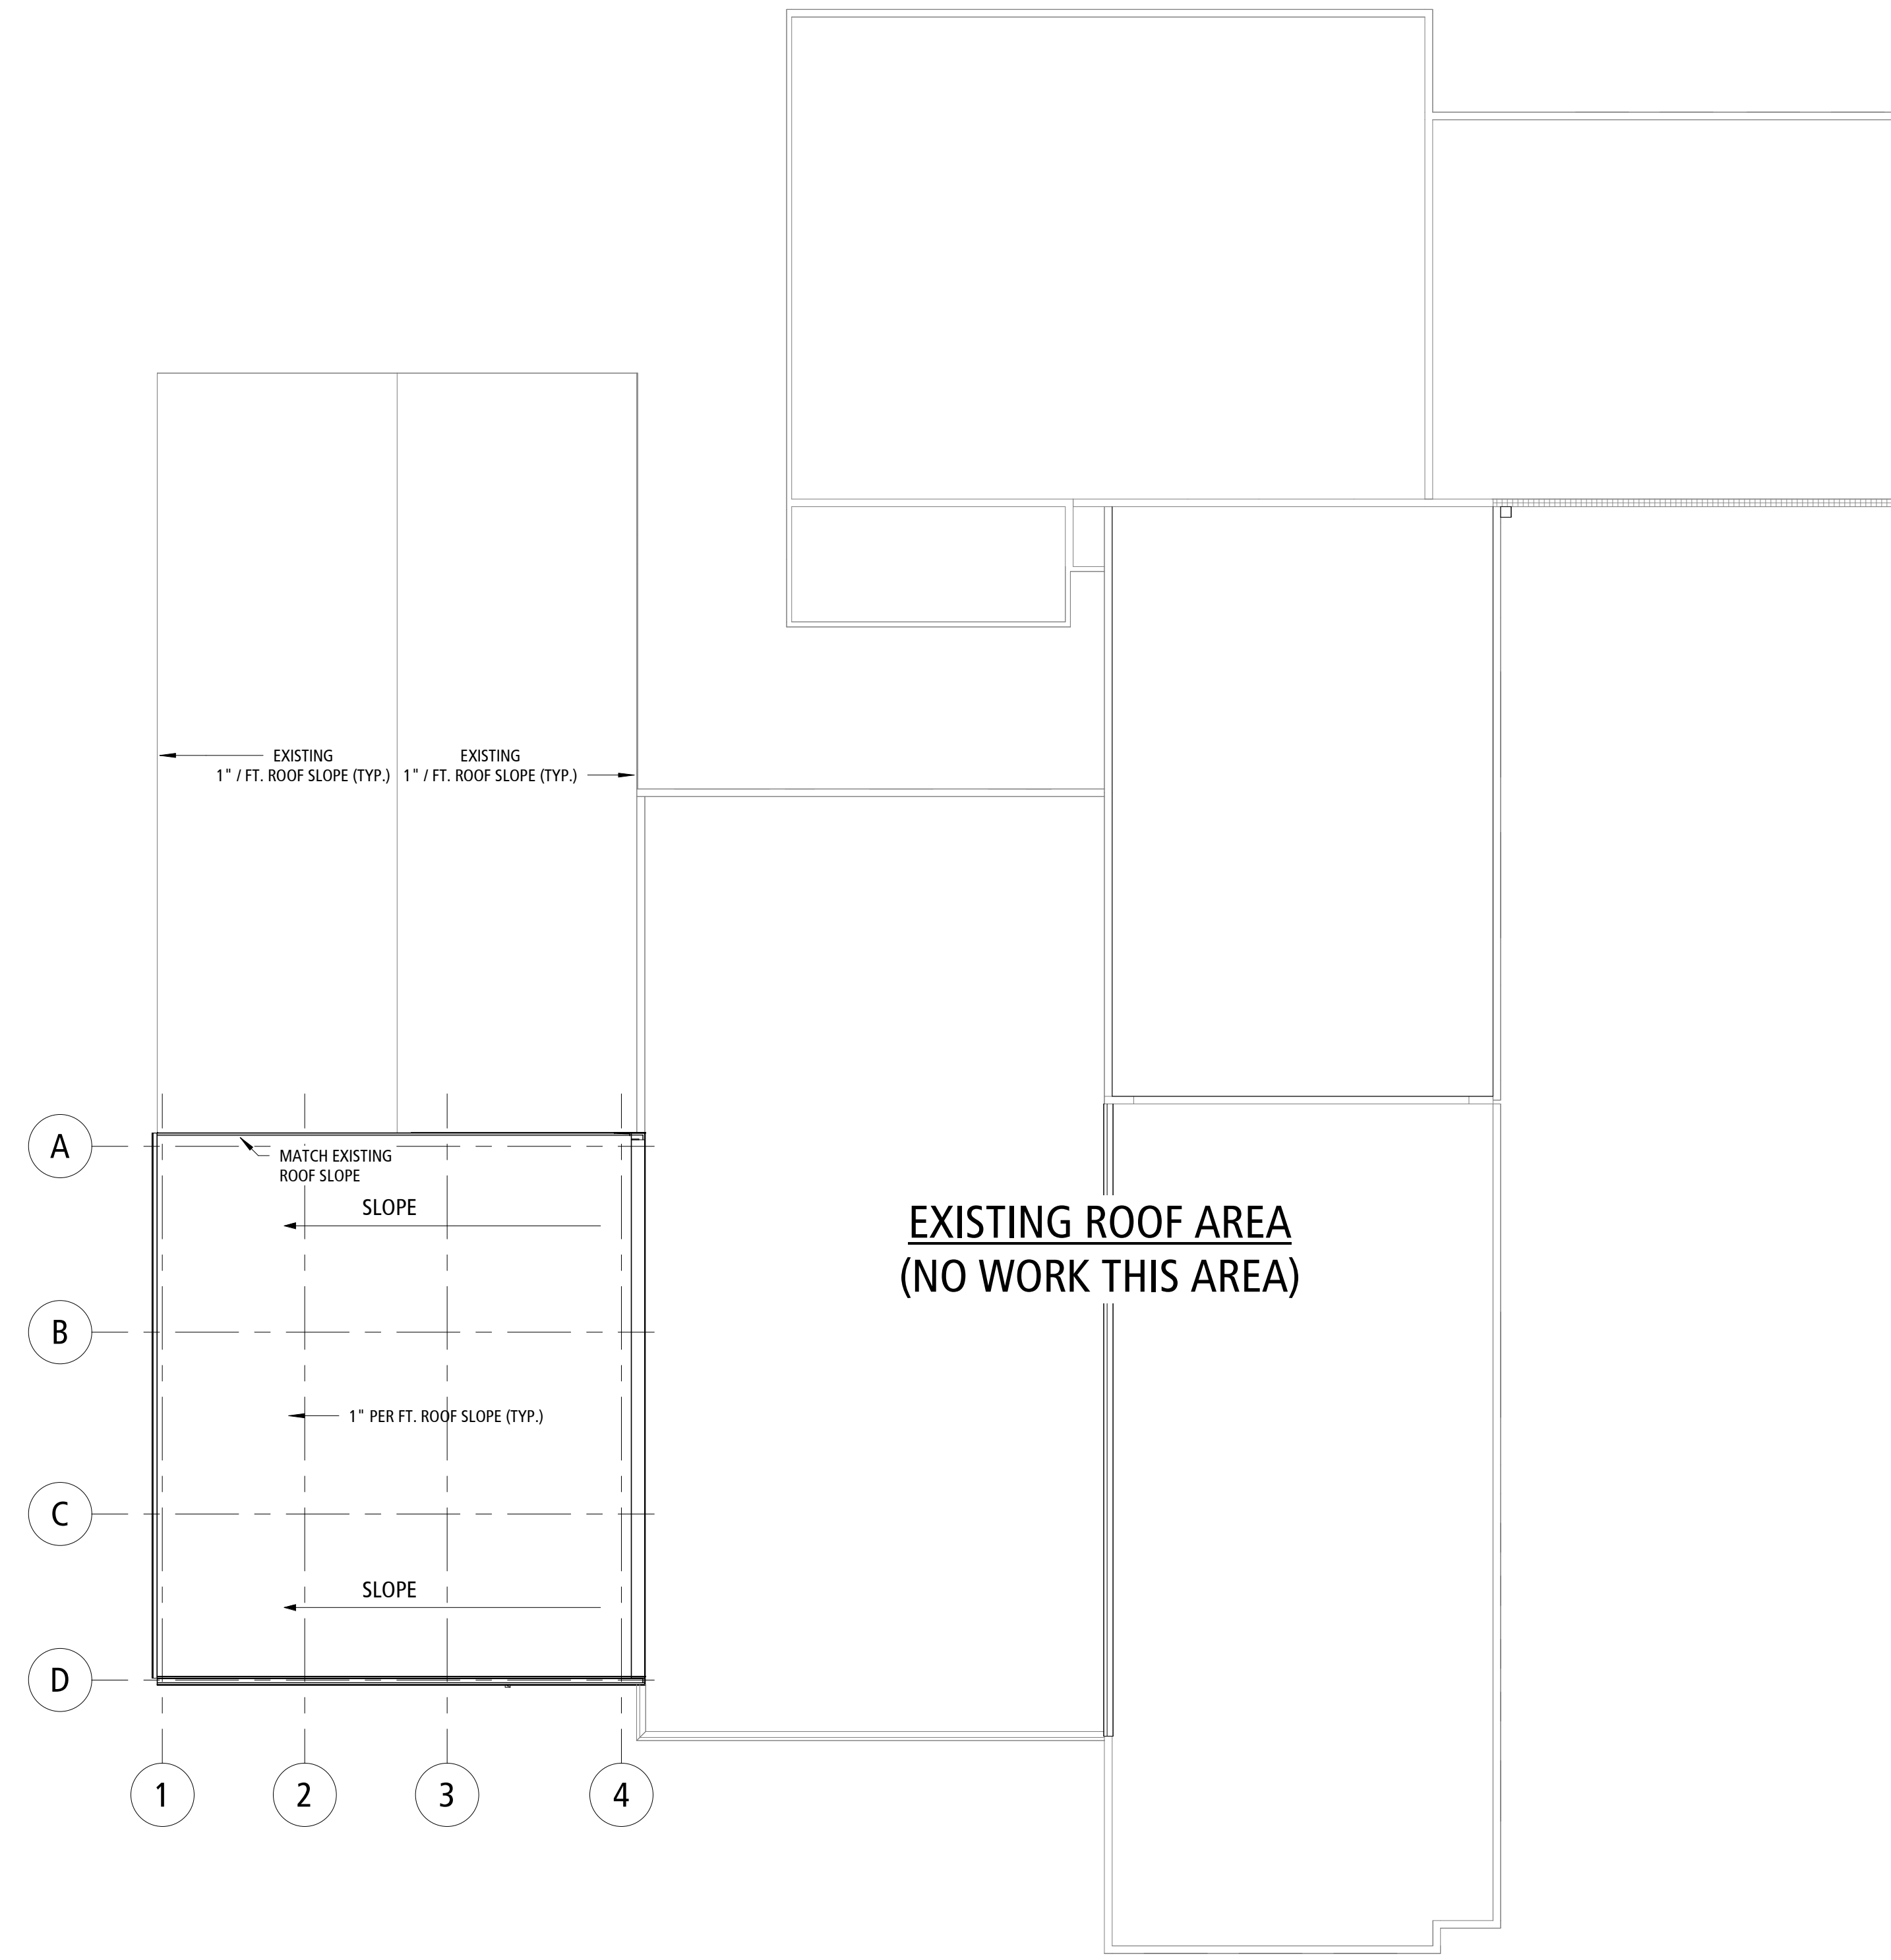 EXISTING
1" / FT. ROOF SLOPE (TYP.)
EXISTING
1" / FT. ROOF SLOPE (TYP.)
A
MATCH EXISTING
ROOF SLOPE
SLOPE
EXISTING ROOF AREA
(NO WORK THIS AREA)
B
1" PER FT. ROOF SLOPE (TYP.)
C
SLOPE
D
1
2
3
4